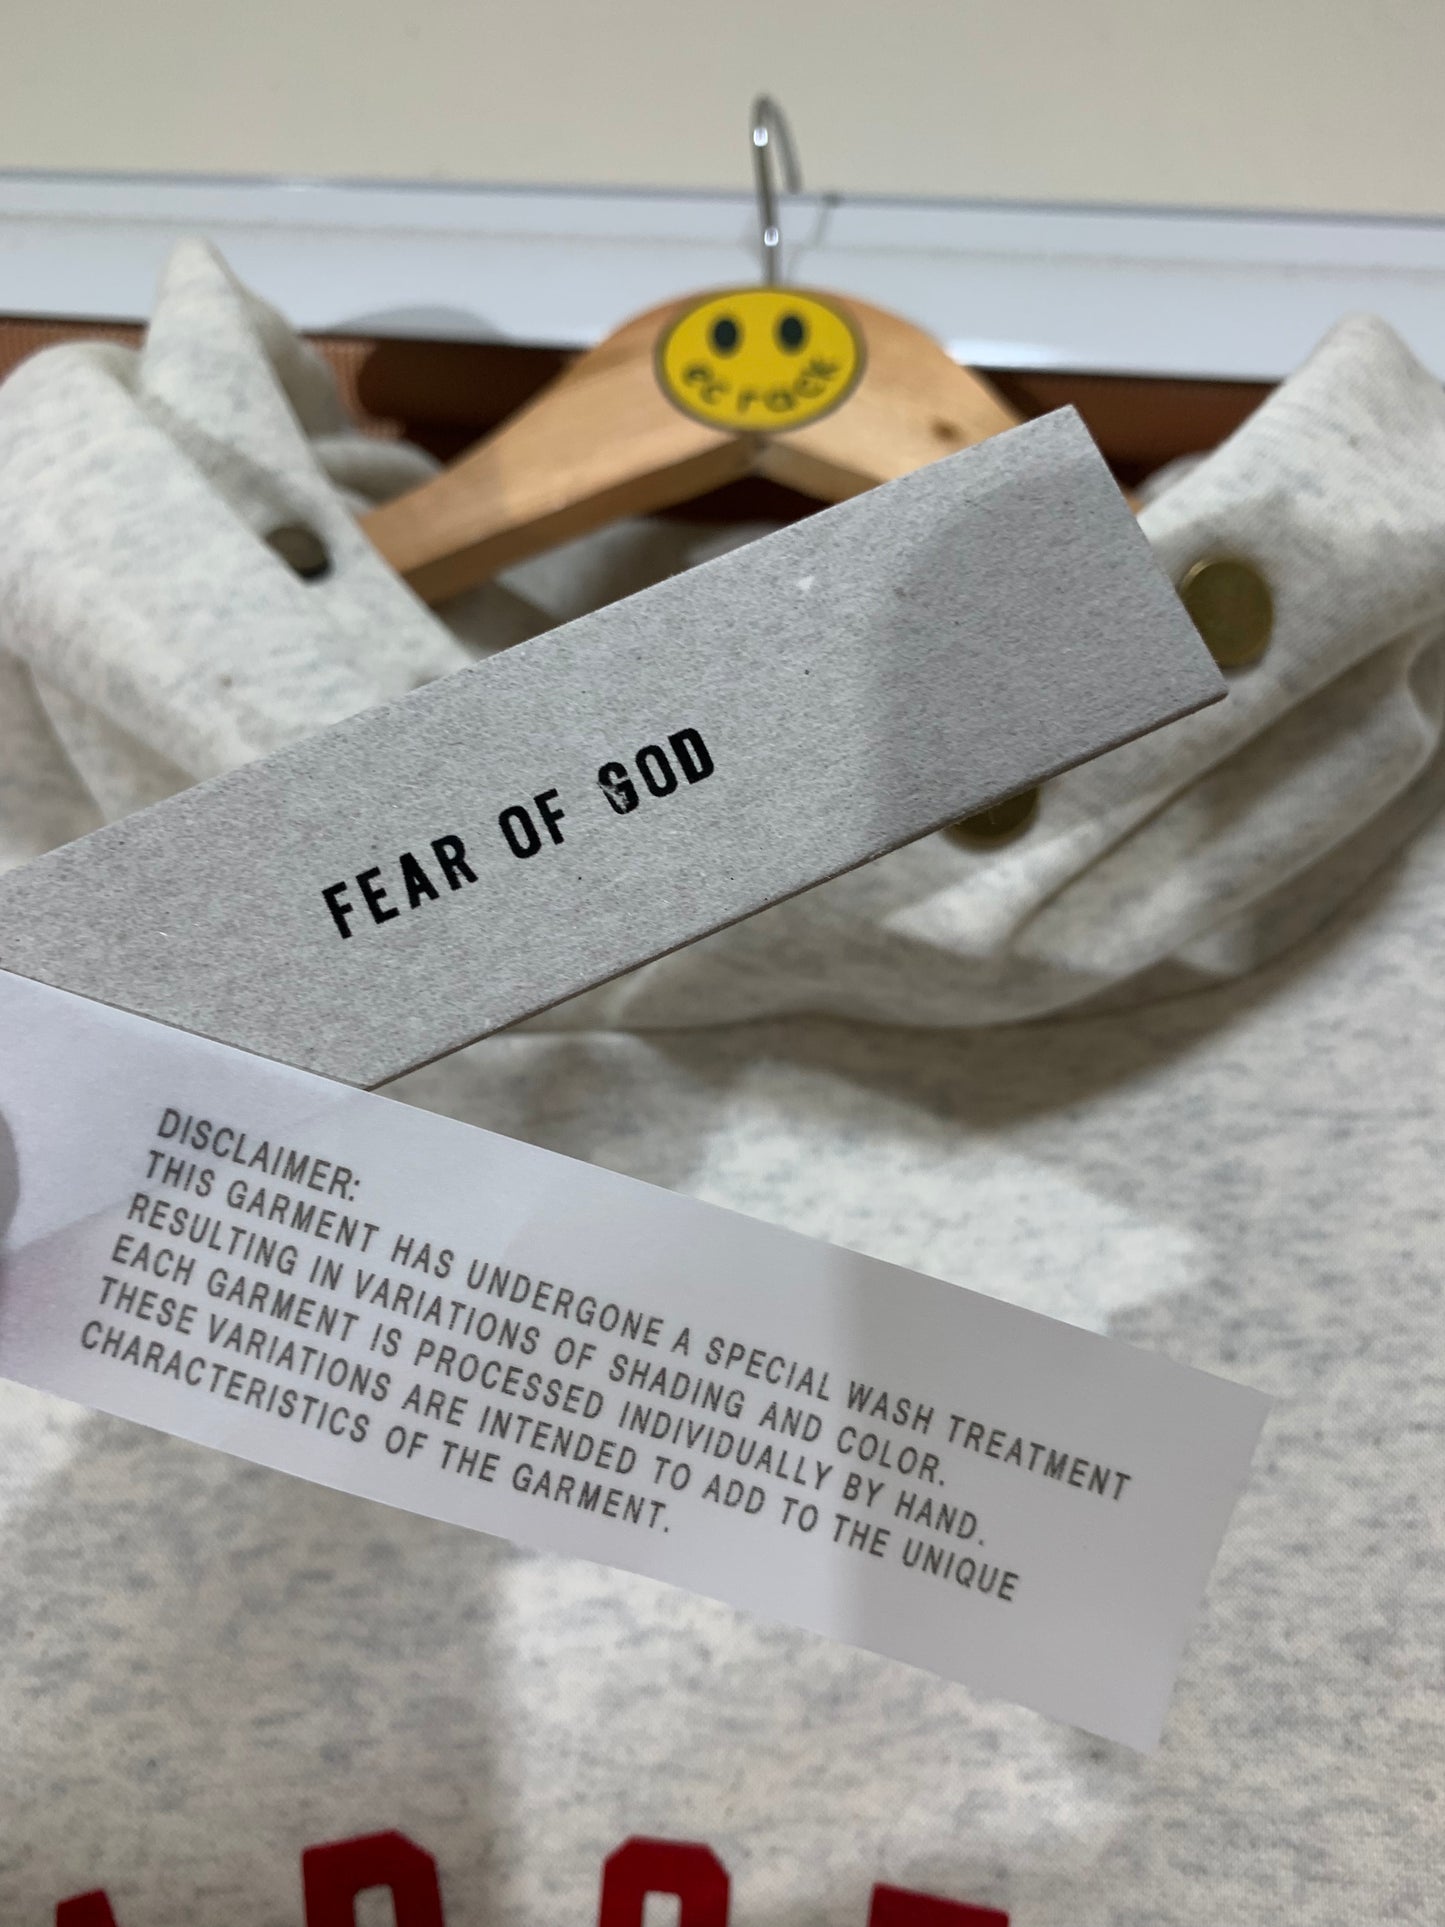 ec rack
FEAR OF GOD
DISCLAIMER:
THIS GARMENT HAS UNDERGONE A SPECIAL WASH TREATMENT
RESULTING IN VARIATIONS OF SHADING AND COLOR.
EACH GARMENT IS PROCESSED INDIVIDUALLY BY HAND.
THESE VARIATIONS ARE INTENDED TO ADD TO THE UNIQUE
CHARACTERISTICS OF THE GARMENT.